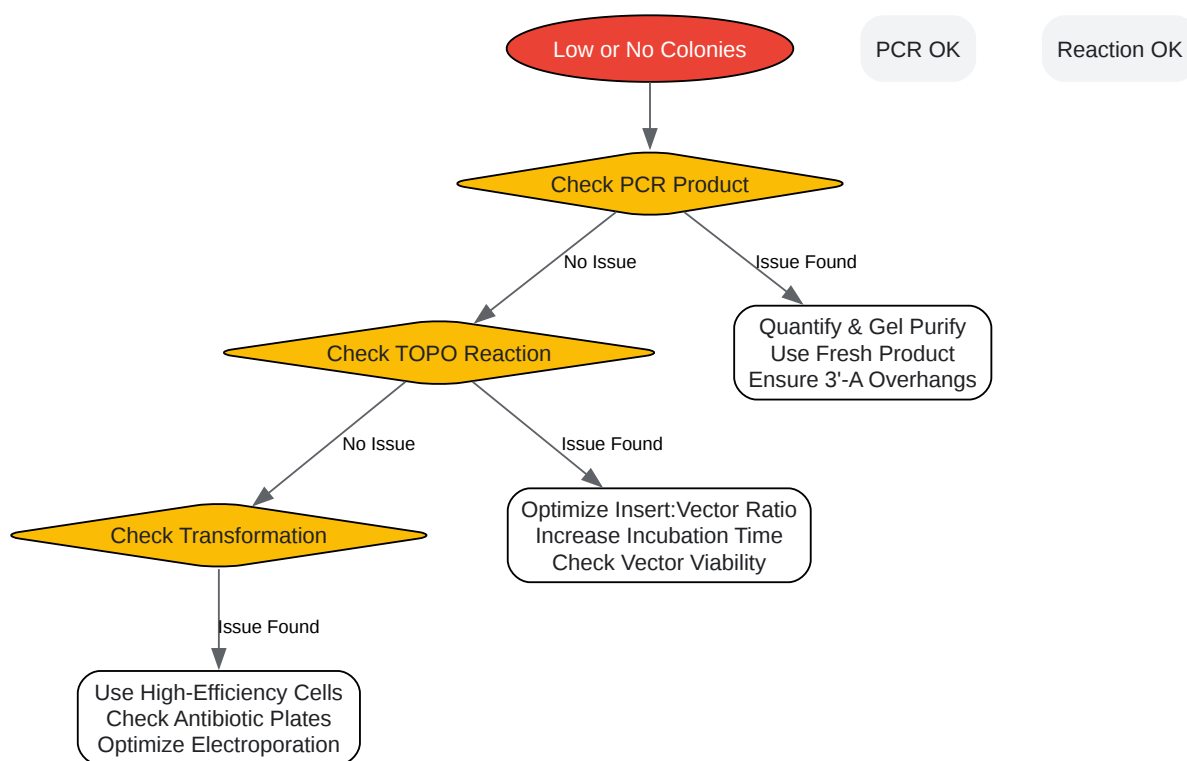 Low or No Colonies
PCR OK
Reaction OK
Check PCR Product
No Issue
Issue Found
Quantify & Gel Purify
Use Fresh Product
Ensure 3'-A Overhangs
Check TOPO Reaction
No Issue
Issue Found
Optimize Insert:Vector Ratio
Increase Incubation Time
Check Vector Viability
Check Transformation
Issue Found
Use High-Efficiency Cells
Check Antibiotic Plates
Optimize Electroporation